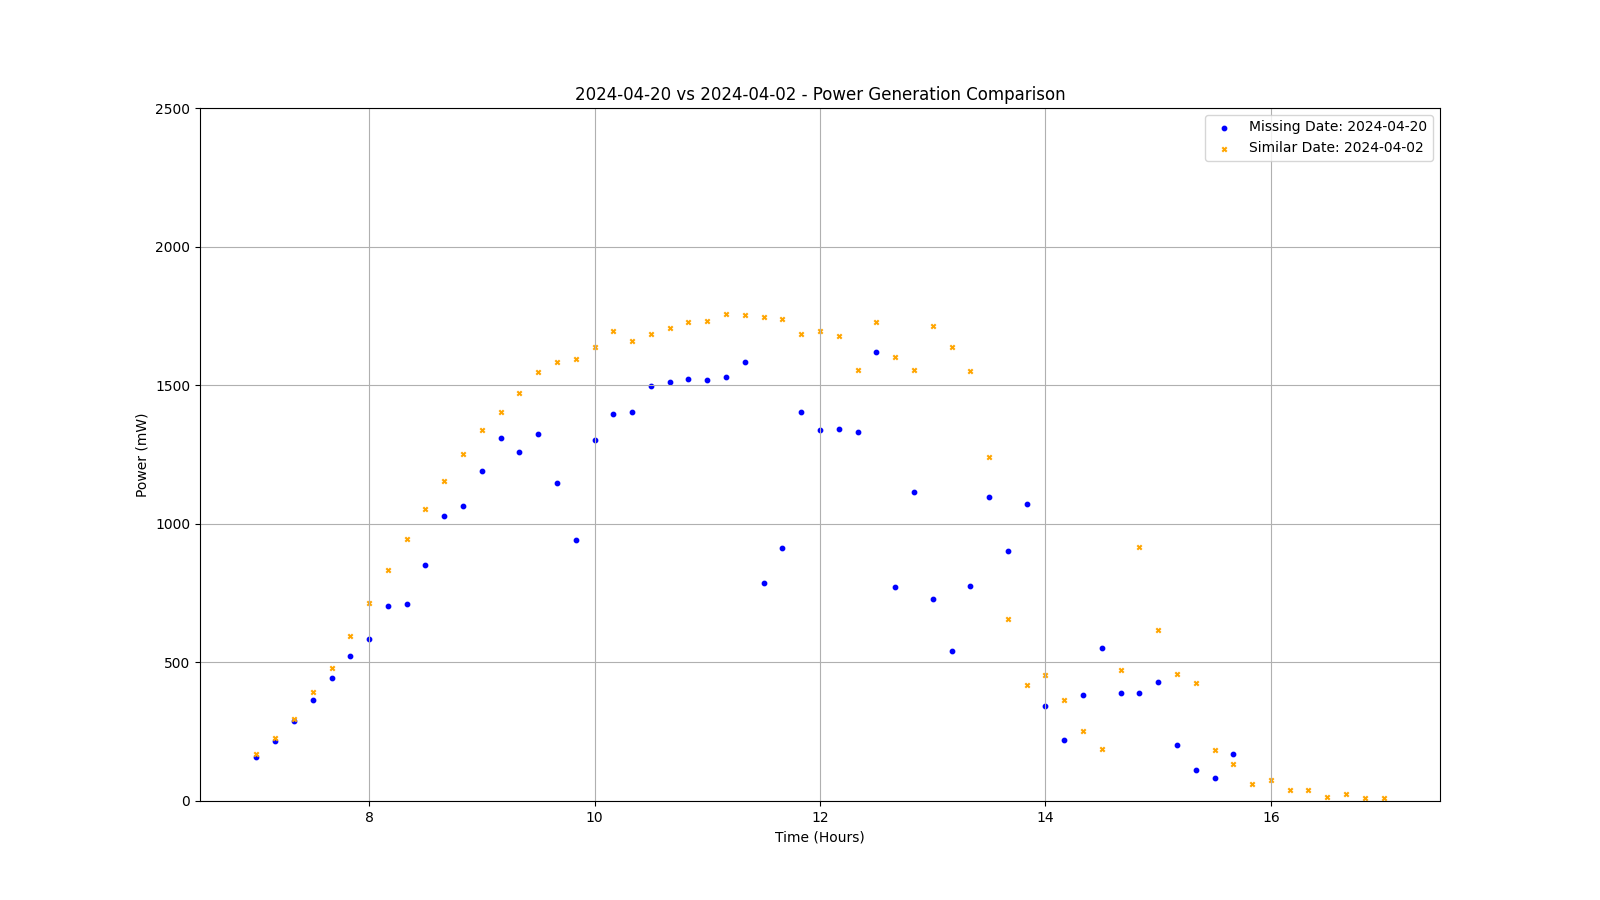 2024-04-20 vs 2024-04-02 - Power Generation Comparison
Missing Date: 2024-04-20
Similar Date: 2024-04-02
Power (mW)
2500
2000
1500
1000
500
0
8 10 12 14 16
Time (Hours)